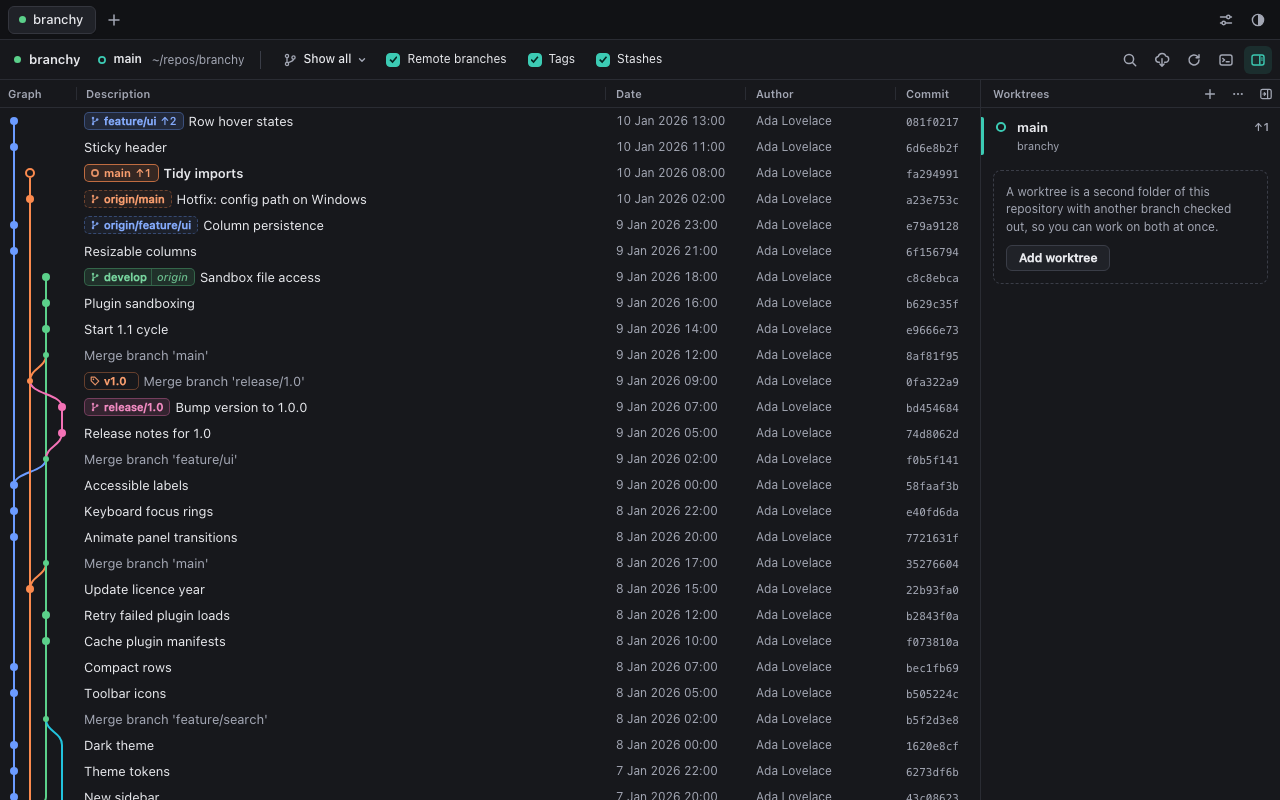 branchy
branchy main ~/repos/branchy Show all Remote branches Tags Stashes
Graph Description Date Author Commit Worktrees
feature/ui ↑2 Row hover states 10 Jan 2026 13:00 Ada Lovelace 081f0217
Sticky header 10 Jan 2026 11:00 Ada Lovelace 6d6e8b2f
main ↑1 Tidy imports 10 Jan 2026 08:00 Ada Lovelace fa294991
origin/main Hotfix: config path on Windows 10 Jan 2026 02:00 Ada Lovelace a23e753c
origin/feature/ui Column persistence 9 Jan 2026 23:00 Ada Lovelace e79a9128
Resizable columns 9 Jan 2026 21:00 Ada Lovelace 6f156794
develop origin Sandbox file access 9 Jan 2026 18:00 Ada Lovelace c8c8ebca
Plugin sandboxing 9 Jan 2026 16:00 Ada Lovelace b629c35f
Start 1.1 cycle 9 Jan 2026 14:00 Ada Lovelace e9666e73
Merge branch 'main' 9 Jan 2026 12:00 Ada Lovelace 8af81f95
v1.0 Merge branch 'release/1.0' 9 Jan 2026 09:00 Ada Lovelace 0fa322a9
release/1.0 Bump version to 1.0.0 9 Jan 2026 07:00 Ada Lovelace bd454684
Release notes for 1.0 9 Jan 2026 05:00 Ada Lovelace 74d8062d
Merge branch 'feature/ui' 9 Jan 2026 02:00 Ada Lovelace f0b5f141
Accessible labels 9 Jan 2026 00:00 Ada Lovelace 58faaf3b
Keyboard focus rings 8 Jan 2026 22:00 Ada Lovelace e40fd6da
Animate panel transitions 8 Jan 2026 20:00 Ada Lovelace 7721631f
Merge branch 'main' 8 Jan 2026 17:00 Ada Lovelace 35276604
Update licence year 8 Jan 2026 15:00 Ada Lovelace 22b93fa0
Retry failed plugin loads 8 Jan 2026 12:00 Ada Lovelace b2843f0a
Cache plugin manifests 8 Jan 2026 10:00 Ada Lovelace f073810a
Compact rows 8 Jan 2026 07:00 Ada Lovelace bec1fb69
Toolbar icons 8 Jan 2026 05:00 Ada Lovelace b505224c
Merge branch 'feature/search' 8 Jan 2026 02:00 Ada Lovelace b5f2d3e8
Dark theme 8 Jan 2026 00:00 Ada Lovelace 1620e8cf
Theme tokens 7 Jan 2026 22:00 Ada Lovelace 6273df6b
New sidebar 7 Jan 2026 20:00 Ada Lovelace 43c08623
main ↑1
branchy
A worktree is a second folder of this
repository with another branch checked
out, so you can work on both at once.
Add worktree